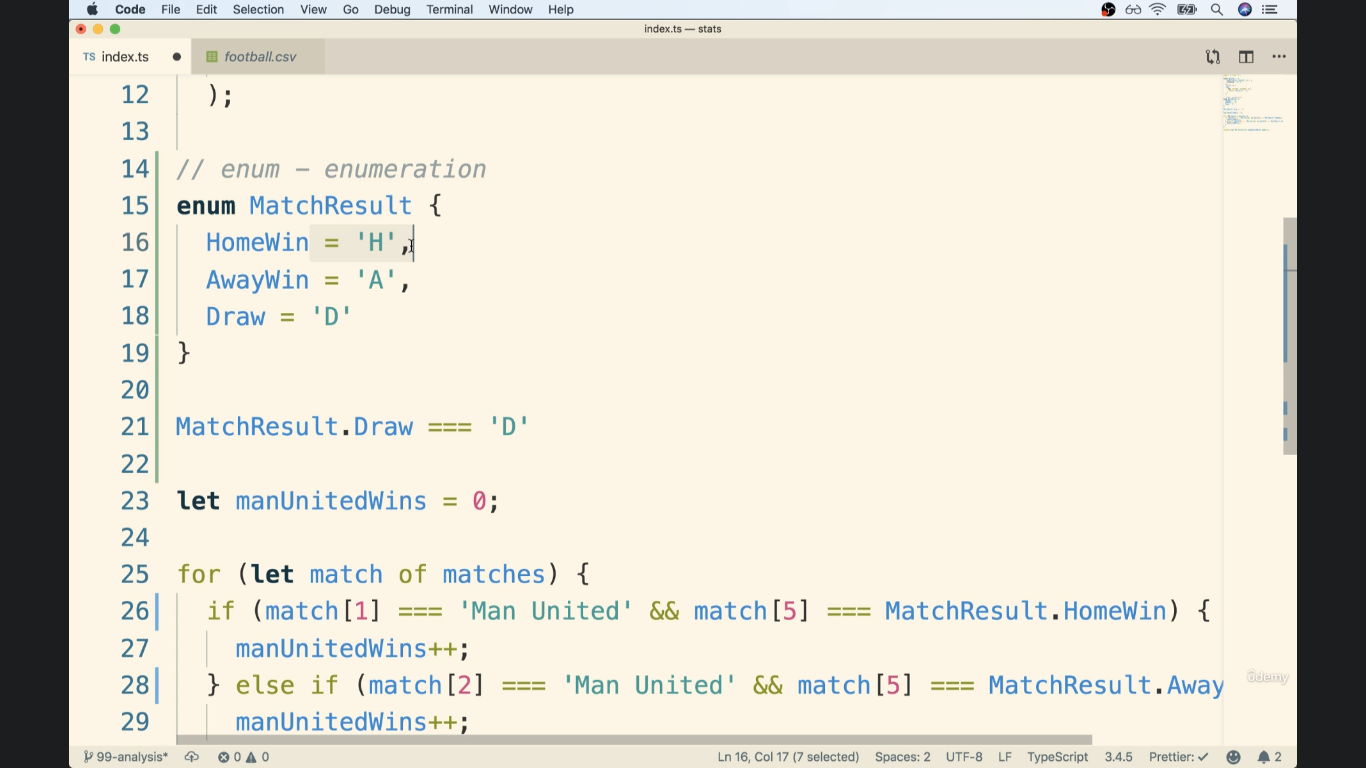 Code File Edit Selection View Go Debug Terminal Window Help
index.ts — stats
TS index.ts ● football.csv
12 );
13
14 // enum – enumeration
15 enum MatchResult {
16 HomeWin = 'H',
17 AwayWin = 'A',
18 Draw = 'D'
19 }
20
21 MatchResult.Draw === 'D'
22
23 let manUnitedWins = 0;
24
25 for (let match of matches) {
26 if (match[1] === 'Man United' && match[5] === MatchResult.HomeWin) {
27 manUnitedWins++;
28 } else if (match[2] === 'Man United' && match[5] === MatchResult.Away
29 manUnitedWins++;
ûdemy
99-analysis* 0 0 Ln 16, Col 17 (7 selected) Spaces: 2 UTF-8 LF TypeScript 3.4.5 Prettier: ✓ 2